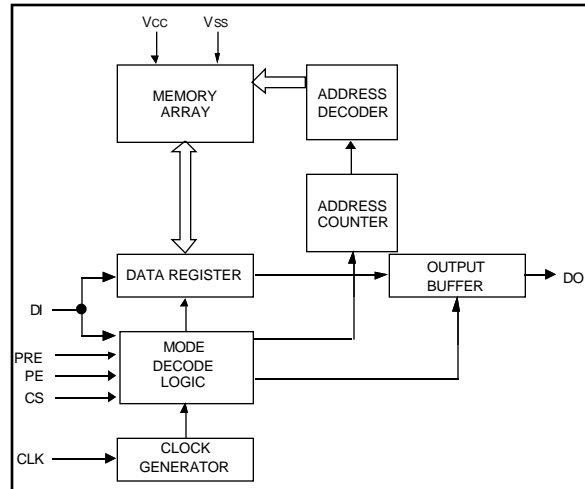 VCC
VSS
MEMORY
ARRAY
ADDRESS
DECODER
ADDRESS
COUNTER
DATA REGISTER
OUTPUT
BUFFER
DO
DI
MODE
DECODE
LOGIC
PRE
PE
CS
CLK
CLOCK
GENERATOR